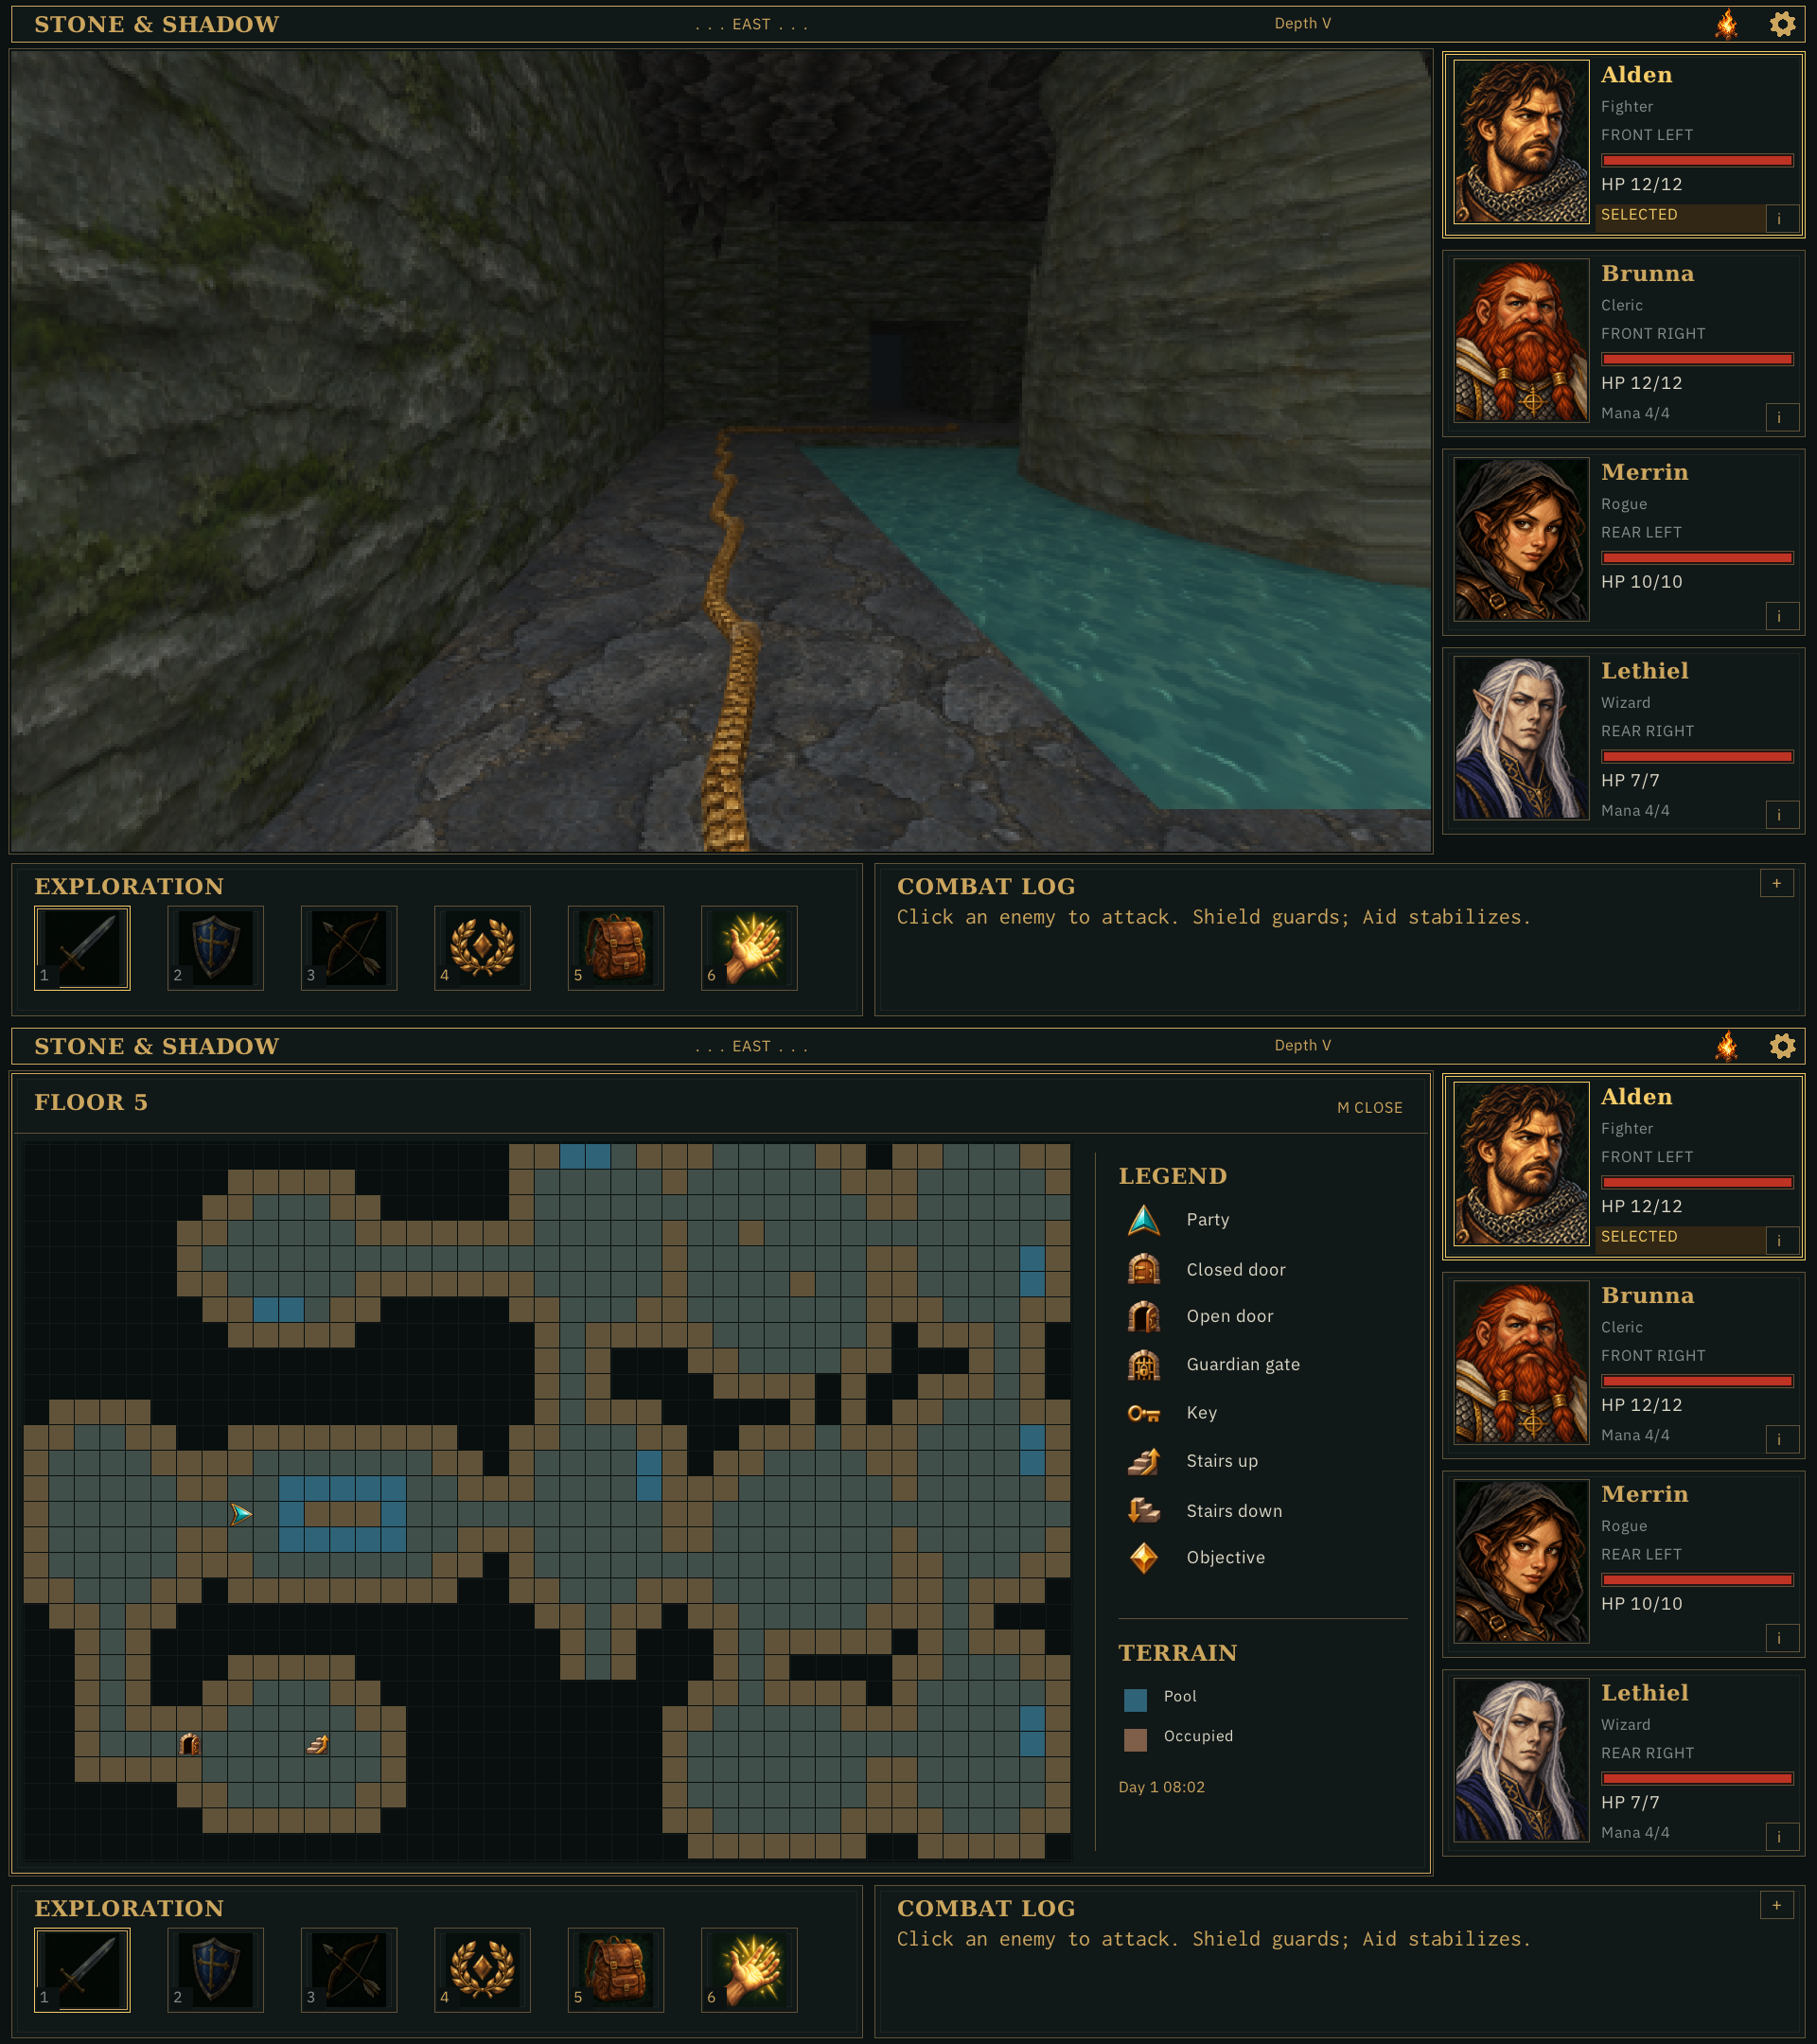 STONE & SHADOW
. . . EAST . . .
Depth V
Alden
Fighter
FRONT LEFT
HP 12/12
SELECTED
i
Brunna
Cleric
FRONT RIGHT
HP 12/12
Mana 4/4
i
Merrin
Rogue
REAR LEFT
HP 10/10
i
Lethiel
Wizard
REAR RIGHT
HP 7/7
Mana 4/4
i
EXPLORATION
1
2
3
4
5
6
COMBAT LOG
+
Click an enemy to attack. Shield guards; Aid stabilizes.
STONE & SHADOW
. . . EAST . . .
Depth V
FLOOR 5
M CLOSE
LEGEND
Party
Closed door
Open door
Guardian gate
Key
Stairs up
Stairs down
Objective
TERRAIN
Pool
Occupied
Day 1 08:02
Alden
Fighter
FRONT LEFT
HP 12/12
SELECTED
i
Brunna
Cleric
FRONT RIGHT
HP 12/12
Mana 4/4
i
Merrin
Rogue
REAR LEFT
HP 10/10
i
Lethiel
Wizard
REAR RIGHT
HP 7/7
Mana 4/4
i
EXPLORATION
1
2
3
4
5
6
COMBAT LOG
+
Click an enemy to attack. Shield guards; Aid stabilizes.